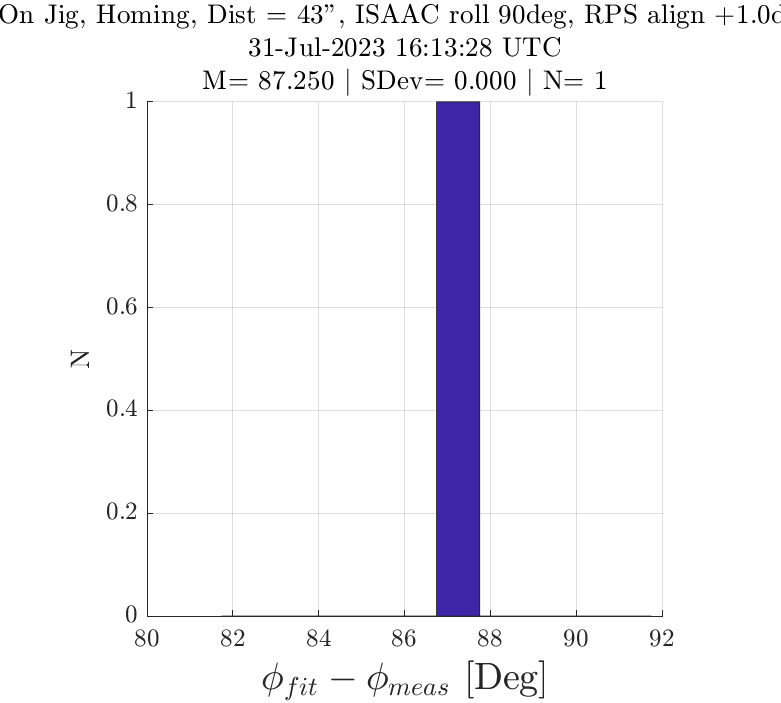 On Jig, Homing, Dist = 43", ISAAC roll 90deg, RPS align +1.0d
31-Jul-2023 16:13:28 UTC
M= 87.250 | SDev= 0.000 | N= 1
1
0.8
0.6
0.4
0.2
0
N
80 82 84 86 88 90 92
ϕfit − ϕmeas [Deg]